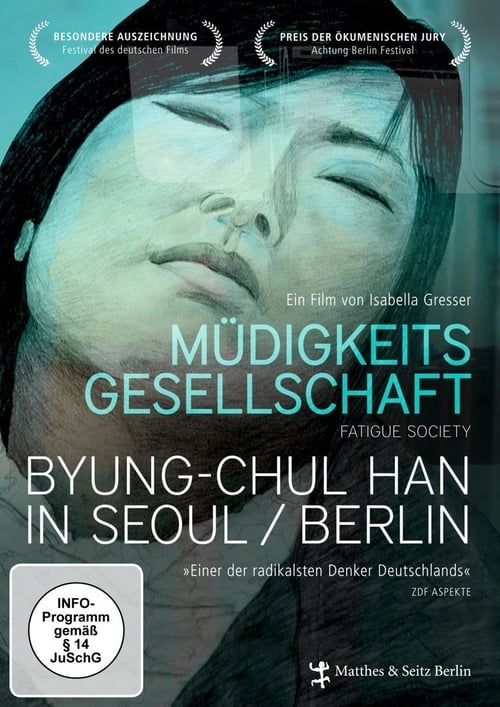 BESONDERE AUSZEICHNUNG
Festival des deutschen Films
PREIS DER ÖKUMENISCHEN JURY
Achtung Berlin Festival
Ein Film von Isabella Gresser
MÜDIGKEITS
GESELLSCHAFT
FATIGUE SOCIETY
BYUNG-CHUL HAN
IN SEOUL / BERLIN
»Einer der radikalsten Denker Deutschlands«
ZDF ASPEKTE
INFO-
Programm
gemäß
§ 14
JuSchG
Matthes & Seitz Berlin